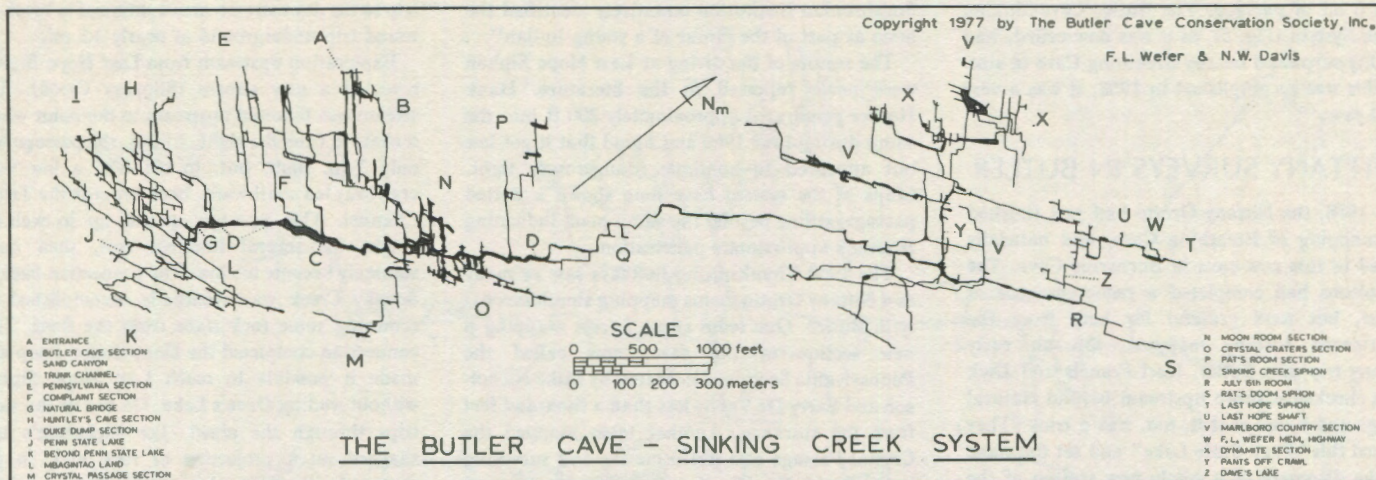 Copyright 1977 by The Butler Cave Conservation Society, Inc.
F. L. Wefer & N.W. Davis
E
A
V
I
H
B
Nm
P
Y
X
X
F
N
V
J
G
D
C
L
D
Q
Y
V
U
W
O
K
M
R
S
SCALE
0 500 1000 feet
100 200 300 meters
THE BUTLER CAVE – SINKING CREEK SYSTEM
A ENTRANCE
B BUTLER CAVE SECTION
C SAND CANYON
D TRUNK CHANNEL
E PENNSYLVANIA SECTION
F COMPLAINT SECTION
G NATURAL BRIDGE
H HUNTLEY'S CAVE SECTION
I DUKE DUMP SECTION
J PENN STATE LAKE
K BEYOND PENN STATE LAKE
L MBAGINTAO LAND
M CRYSTAL PASSAGE SECTION
N MOON ROOM SECTION
O CRYSTAL CRATERS SECTION
P PAT'S ROOM SECTION
Q SINKING CREEK SIPHON
R JULY 6th ROOM
S RAT'S DOOM SIPHON
T LAST HOPE SIPHON
U LAST HOPE SHAFT
V MARLBORO COUNTRY SECTION
W F.L. WEFER MEML HIGHWAY
X DYNAMITE SECTION
Y PANTS OFF CRAWL
Z DAVE'S LAKE